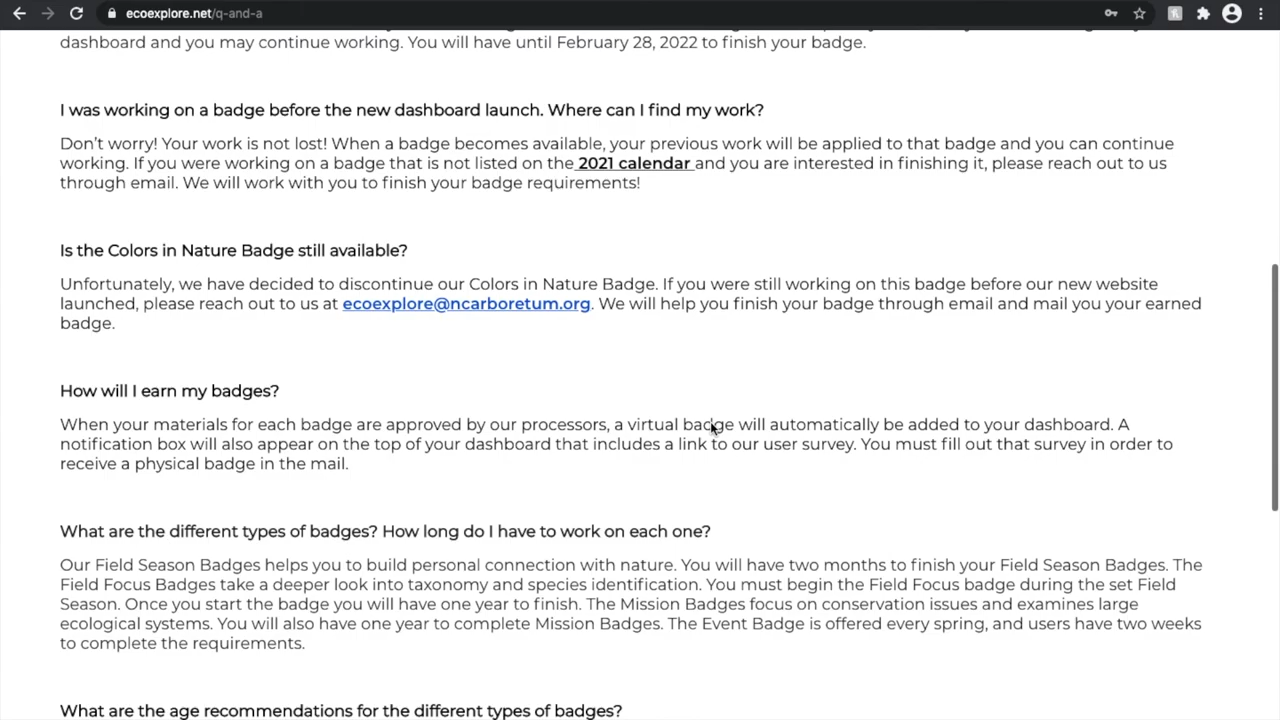 ecoexplore.net/q-and-a
dashboard and you may continue working. You will have until February 28, 2022 to finish your badge.
I was working on a badge before the new dashboard launch. Where can I find my work?
Don’t worry! Your work is not lost! When a badge becomes available, your previous work will be applied to that badge and you can continue
working. If you were working on a badge that is not listed on the 2021 calendar and you are interested in finishing it, please reach out to us
through email. We will work with you to finish your badge requirements!
Is the Colors in Nature Badge still available?
Unfortunately, we have decided to discontinue our Colors in Nature Badge. If you were still working on this badge before our new website
launched, please reach out to us at ecoexplore@ncarboretum.org. We will help you finish your badge through email and mail you your earned
badge.
How will I earn my badges?
When your materials for each badge are approved by our processors, a virtual badge will automatically be added to your dashboard. A
notification box will also appear on the top of your dashboard that includes a link to our user survey. You must fill out that survey in order to
receive a physical badge in the mail.
What are the different types of badges? How long do I have to work on each one?
Our Field Season Badges helps you to build personal connection with nature. You will have two months to finish your Field Season Badges. The
Field Focus Badges take a deeper look into taxonomy and species identification. You must begin the Field Focus badge during the set Field
Season. Once you start the badge you will have one year to finish. The Mission Badges focus on conservation issues and examines large
ecological systems. You will also have one year to complete Mission Badges. The Event Badge is offered every spring, and users have two weeks
to complete the requirements.
What are the age recommendations for the different types of badges?